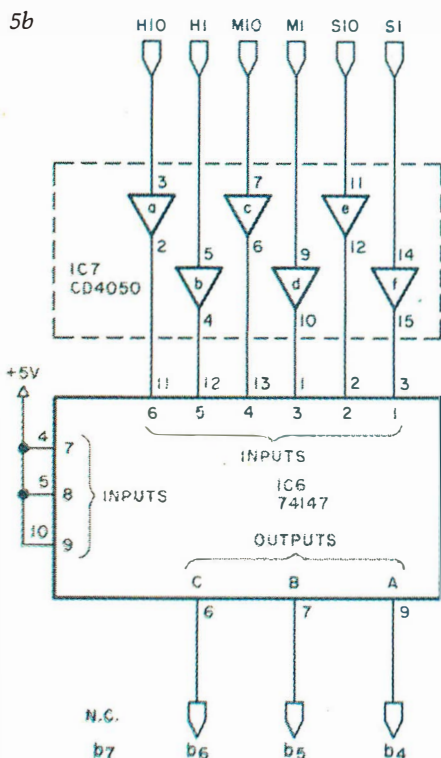 5b
H10 H1 M10 M1 S10 S1
3 7 11
a c e
2 5 6 9 12 14
b d f
IC7
CD4050
4 10 15
+5V
11 12 13 1 2 3
6 5 4 3 2 1
INPUTS
4 7
5 8 INPUTS
10 9
IC6
74147
OUTPUTS
C B A
6 7 9
N.C.
b7 b6 b5 b4